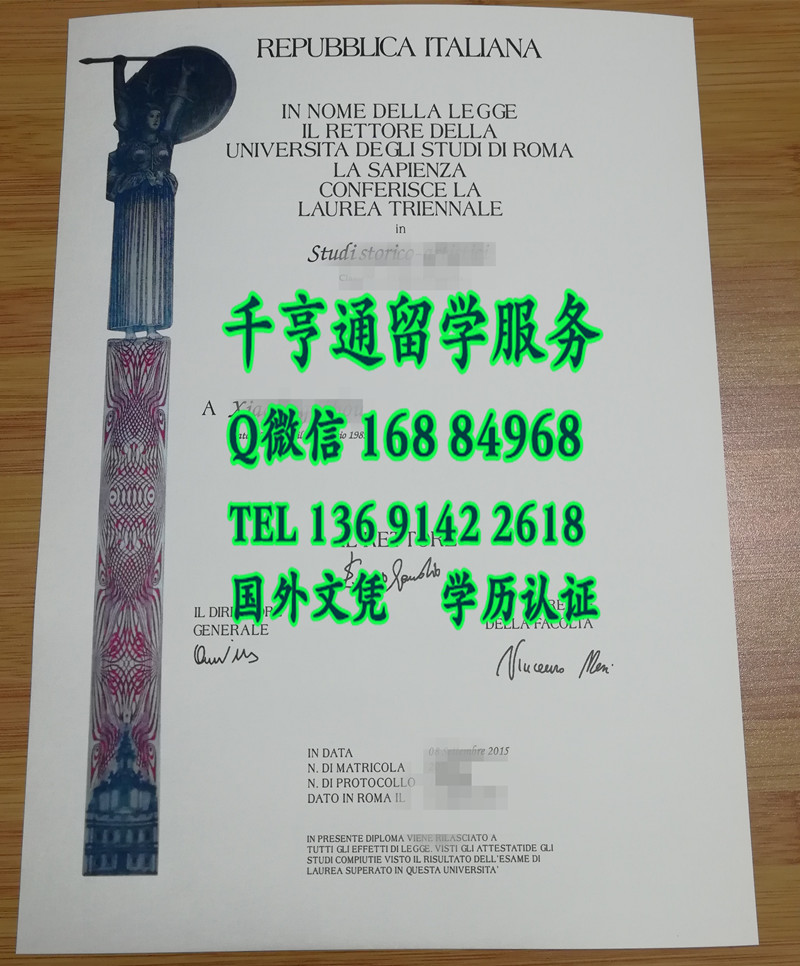 REPUBBLICA ITALIANA
IN NOME DELLA LEGGE
IL RETTORE DELLA
UNIVERSITA DEGLI STUDI DI ROMA
LA SAPIENZA
CONFERISCE LA
LAUREA TRIENNALE
in
Studi storico
千亨通留学服务
A
Q微信 168 84968
TEL 136 9142 2618
IL RETTORE
国外文凭 学历认证
GENERALE
DELLA FACOLTA
IN DATA 2015
N. DI MATRICOLA
N. DI PROTOCOLLO
DATO IN ROMA IL
IN PRESENTE DIPLOMA VIENE RILASCIATO A
TUTTI GLI EFFETTI DI LEGGE. VISTI GLI ATTESTATIDE GLI
STUDI COMPIUTIE VISTO IL RISULTATO DELL'ESAME DI
LAUREA SUPERATO IN QUESTA UNIVERSITA'